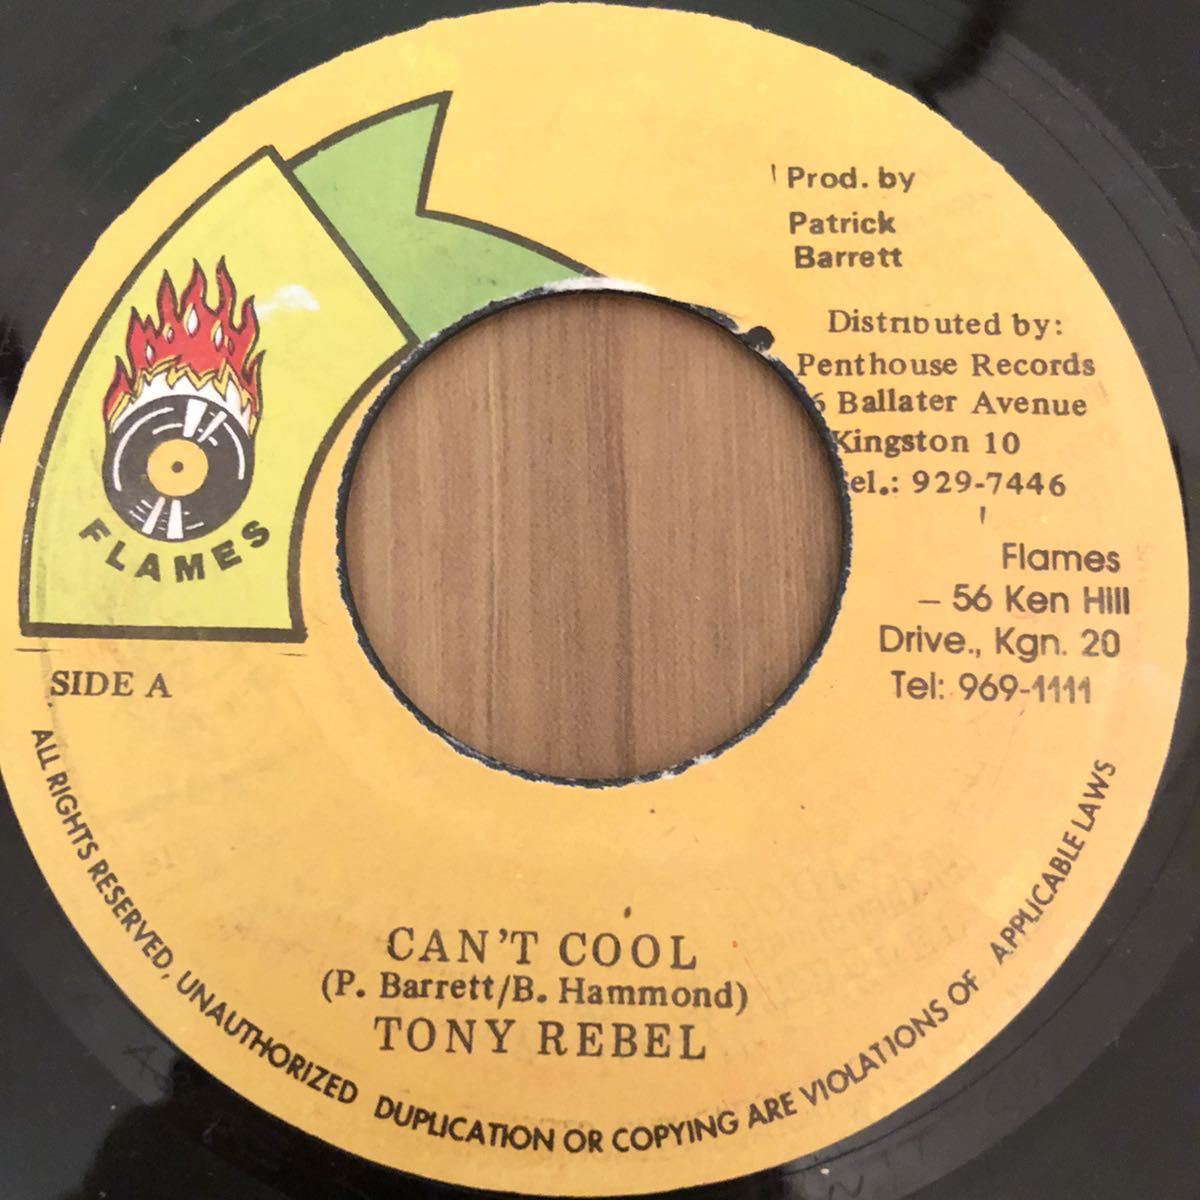 Prod. by
Patrick
Barrett
Distributed by:
Penthouse Records
6 Ballater Avenue
Kingston 10
el.: 929-7446
Flames
– 56 Ken Hill
Drive., Kgn. 20
Tel: 969-1111
FLAMES
SIDE A
CAN'T COOL
(P. Barrett/B. Hammond)
TONY REBEL
ALL RIGHTS RESERVED, UNAUTHORIZED DUPLICATION OR COPYING ARE VIOLATIONS OF APPLICABLE LAWS